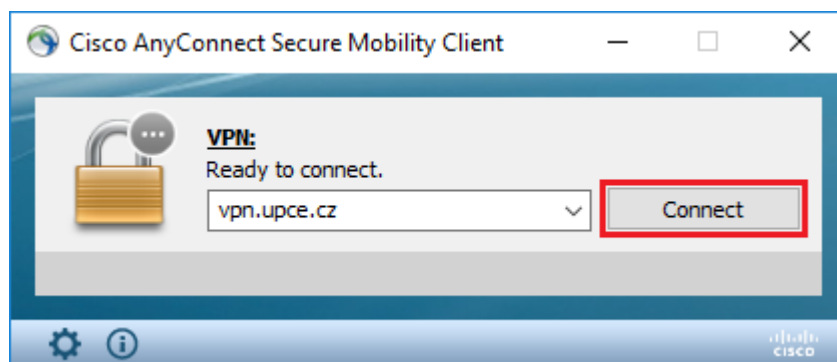 Cisco AnyConnect Secure Mobility Client
VPN:
Ready to connect.
vpn.upce.cz
Connect
CISCO